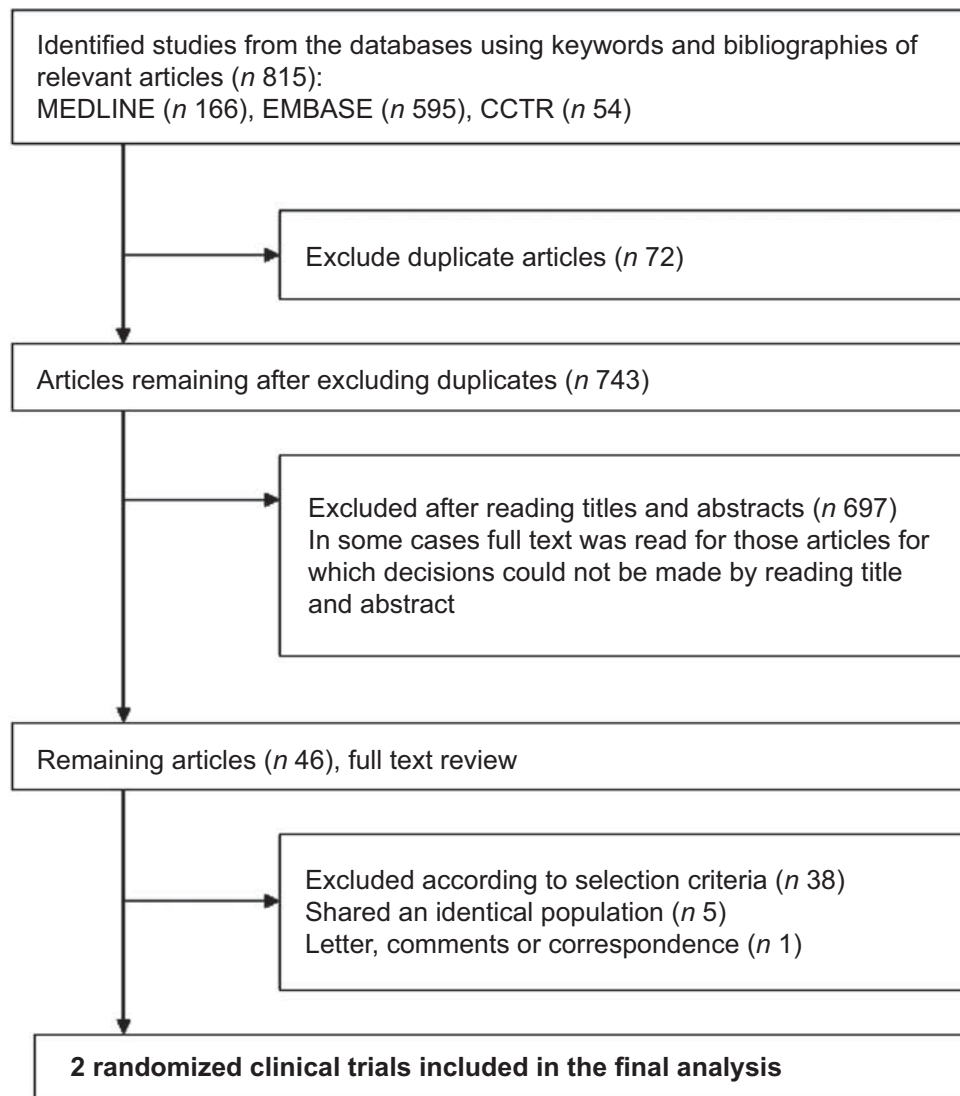 Identified studies from the databases using keywords and bibliographies of
relevant articles (n 815):
MEDLINE (n 166), EMBASE (n 595), CCTR (n 54)
Exclude duplicate articles (n 72)
Articles remaining after excluding duplicates (n 743)
Excluded after reading titles and abstracts (n 697)
In some cases full text was read for those articles for
which decisions could not be made by reading title
and abstract
Remaining articles (n 46), full text review
Excluded according to selection criteria (n 38)
Shared an identical population (n 5)
Letter, comments or correspondence (n 1)
2 randomized clinical trials included in the final analysis